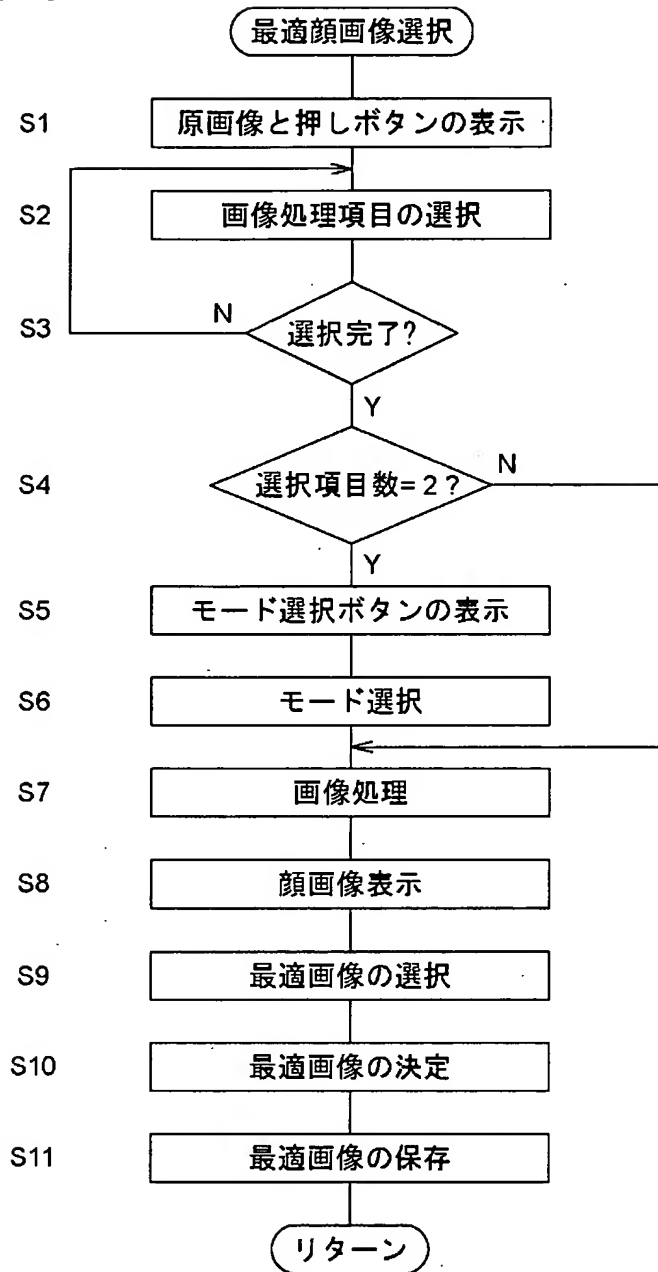 最適顔画像選択
S1 原画像と押しボタンの表示
S2 画像処理項目の選択
S3 N 選択完了?
Y
S4 選択項目数=2? N
Y
S5 モード選択ボタンの表示
S6 モード選択
S7 画像処理
S8 顔画像表示
S9 最適画像の選択
S10 最適画像の決定
S11 最適画像の保存
リターン